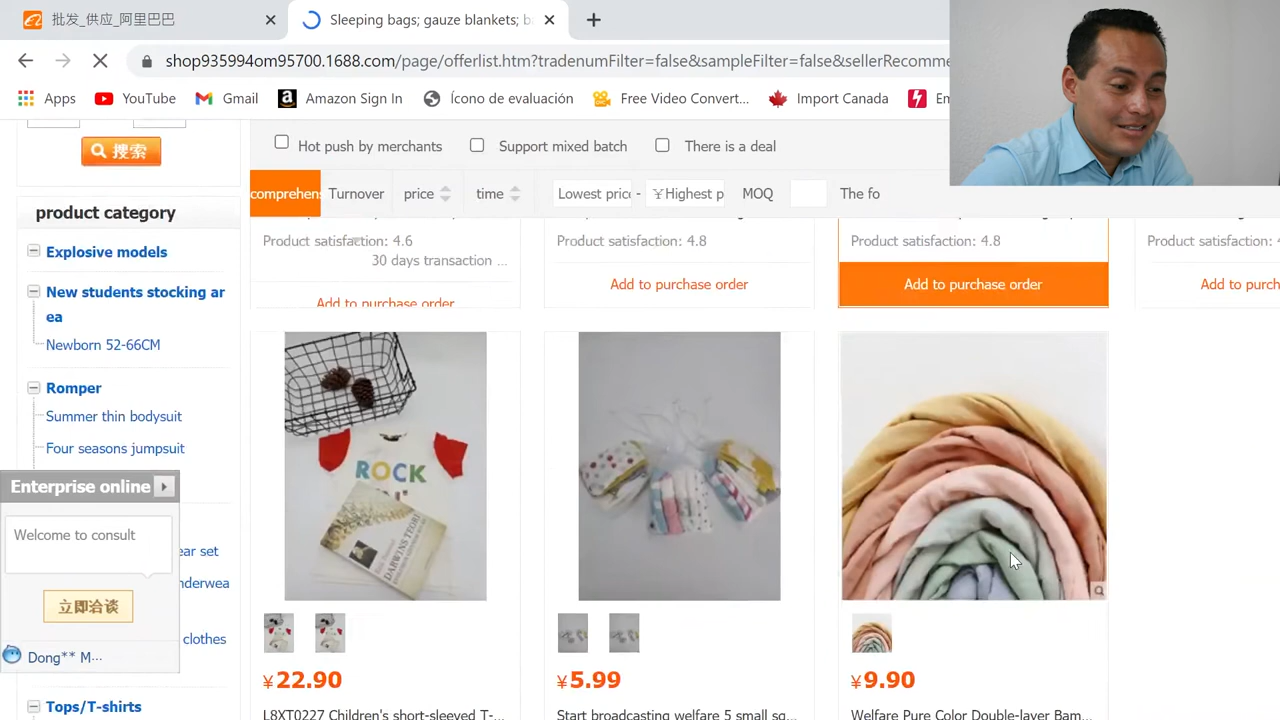 批发_供应_阿里巴巴
Sleeping bags; gauze blankets; b
shop935994om95700.1688.com/page/offerlist.htm?tradenumFilter=false&sampleFilter=false&sellerRecomme
Apps
YouTube
Gmail
Amazon Sign In
Ícono de evaluación
Free Video Convert...
Import Canada
Em
搜索
product category
Explosive models
New students stocking ar
ea
Newborn 52-66CM
Romper
Summer thin bodysuit
Four seasons jumpsuit
Enterprise online
Welcome to consult
立即洽谈
Dong** M...
ear set
nderwea
clothes
Tops/T-shirts
Hot push by merchants
Support mixed batch
There is a deal
comprehens
Turnover
price
time
Lowest price
-
¥Highest p
MOQ
The fo
Product satisfaction: 4.6
30 days transaction ...
Add to purchase order
Product satisfaction: 4.8
Add to purchase order
Product satisfaction: 4.8
Add to purchase order
Product satisfaction: 4
Add to purch
ROCK
DARWINS TEORI
¥22.90
L8XT0227 Children's short-sleeved T-...
¥5.99
Start broadcasting welfare 5 small sq...
¥9.90
Welfare Pure Color Double-layer Bam...